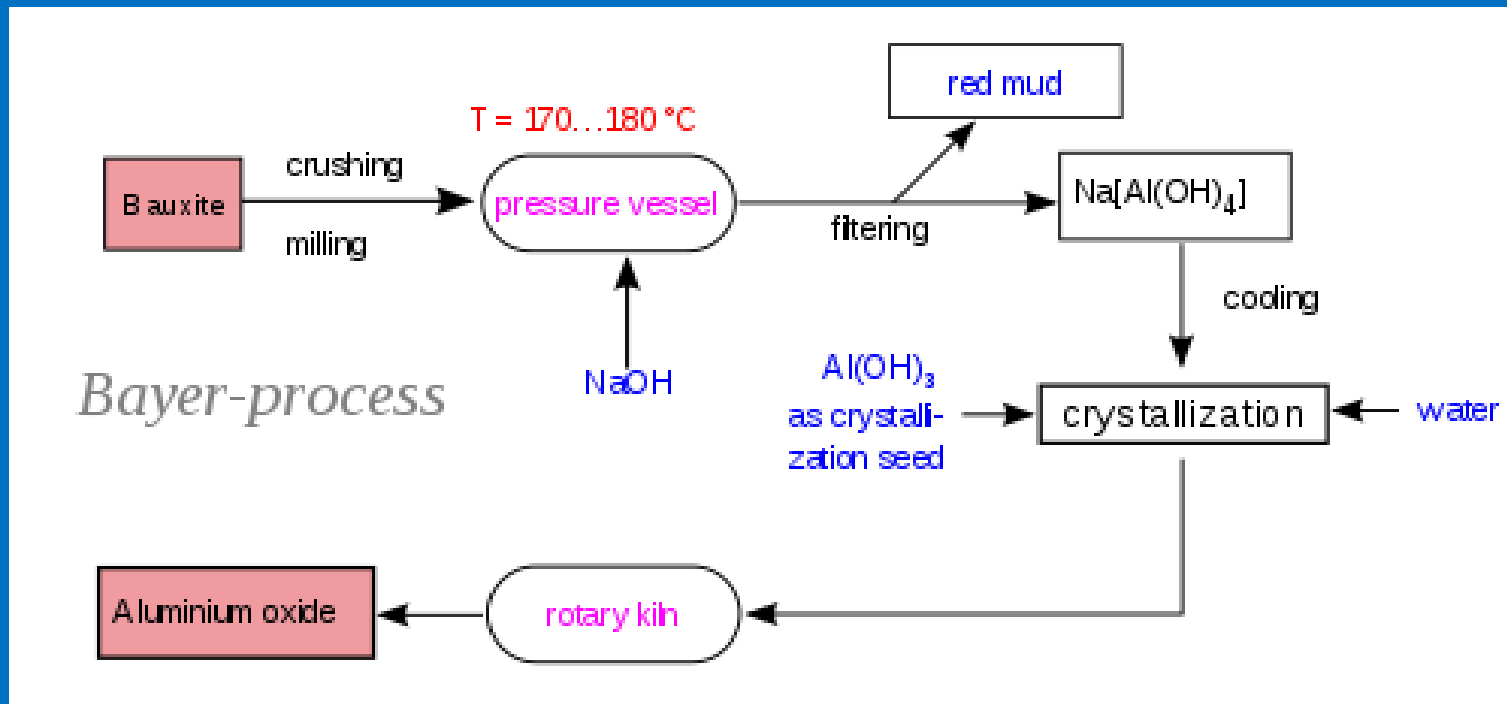 red mud
T = 170...180 °C
crushing
Bauxite
pressure vessel
Na[Al(OH)₄]
milling
filtering
cooling
NaOH
Al(OH)₃
as crystalli-
zation seed
Bayer-process
crystallization
water
Aluminium oxide
rotary kiln